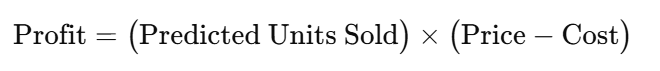 Profit = (Predicted Units Sold) × (Price − Cost)